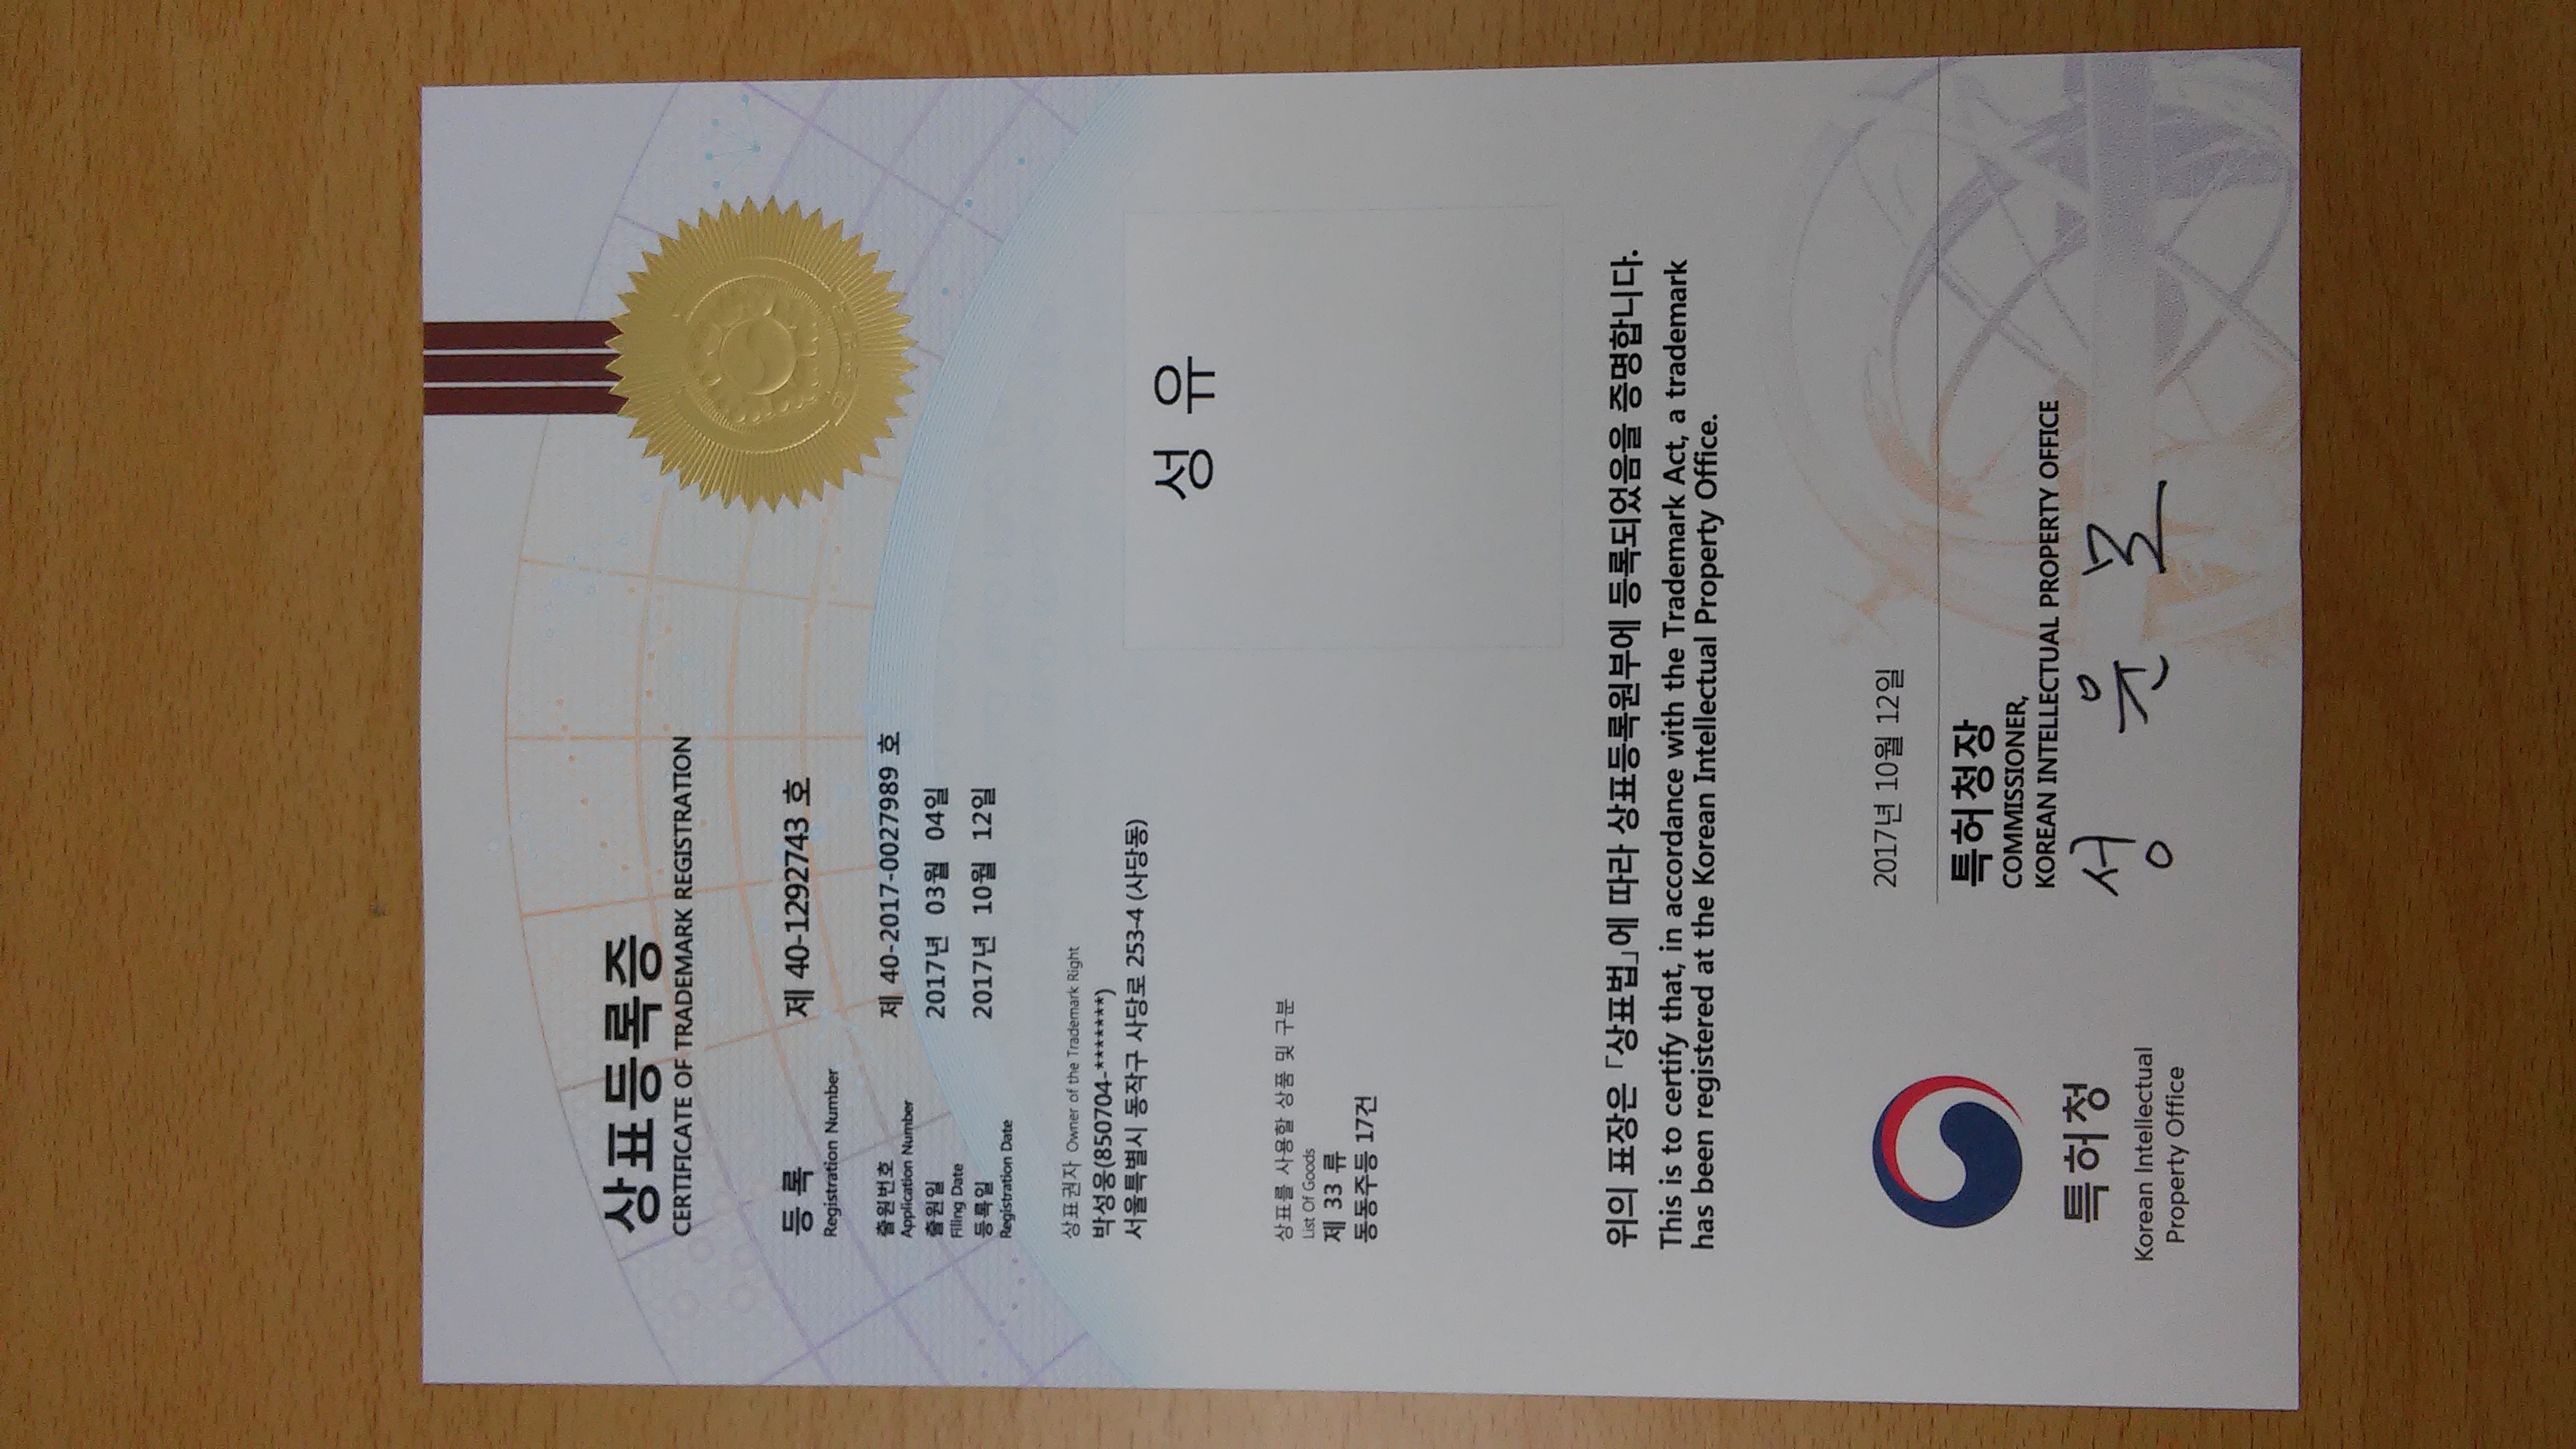 상표등록증
CERTIFICATE OF TRADEMARK REGISTRATION
등 록 제 40-1292743 호
Registration Number
출원번호 제 40-2017-0027989 호
Application Number
출원일 2017년 03월 04일
Filing Date
등록일 2017년 10월 12일
Registration Date
상표권자 Owner of the Trademark Right
박성웅(850704-*******)
서울특별시 동작구 사당로 253-4 (사당동)
성 유
상표를 사용할 상품 및 구분
List Of Goods
제 33 류
동동주등 17건
위의 표장은 「상표법」에 따라 상표등록원부에 등록되었음을 증명합니다.
This is to certify that, in accordance with the Trademark Act, a trademark
has been registered at the Korean Intellectual Property Office.
2017년 10월 12일
특허청장
COMMISSIONER,
KOREAN INTELLECTUAL PROPERTY OFFICE
성 윤 모
특허청
Korean Intellectual
Property Office